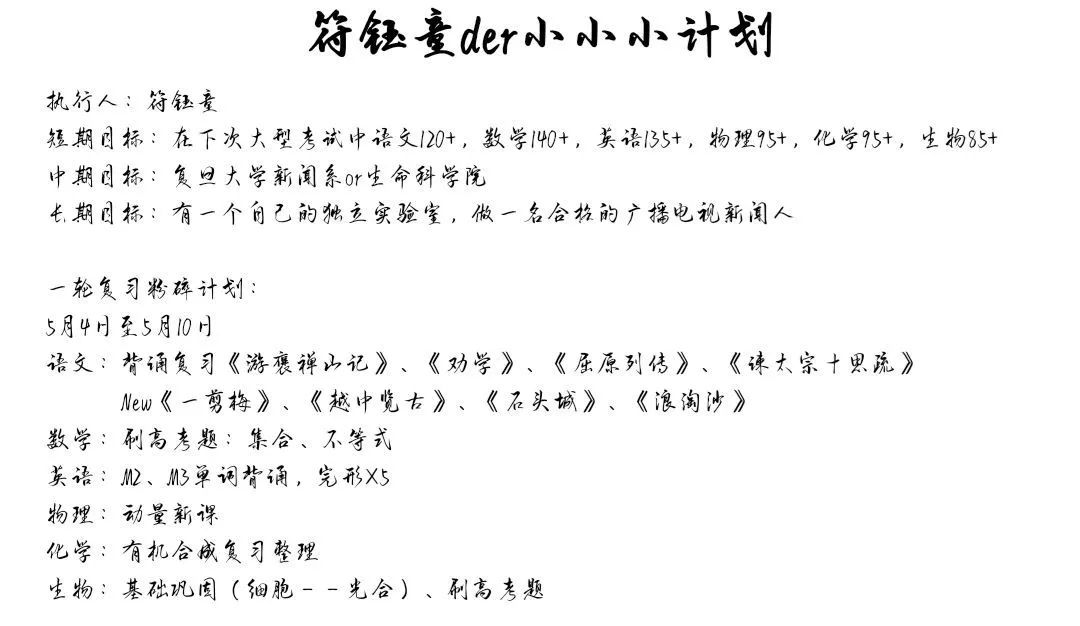 符钰童der小小小计划
执行人：符钰童
短期目标：在下次大型考试中语文120+，数学140+，英语135+，物理95+，化学95+，生物85+
中期目标：复旦大学新闻系or生命科学院
长期目标：有一个自己的独立实验室，做一名合格的广播电视新闻人
一轮复习粉碎计划：
5月4日至5月10日
语文：背诵复习《游褒禅山记》、《劝学》、《屈原列传》、《谏太宗十思疏》
New《一剪梅》、《越中览古》、《石头城》、《浪淘沙》
数学：刷高考题：集合、不等式
英语：M2、M3单词背诵，完形X5
物理：动量新课
化学：有机合成复习整理
生物：基础巩固（细胞--光合）、刷高考题